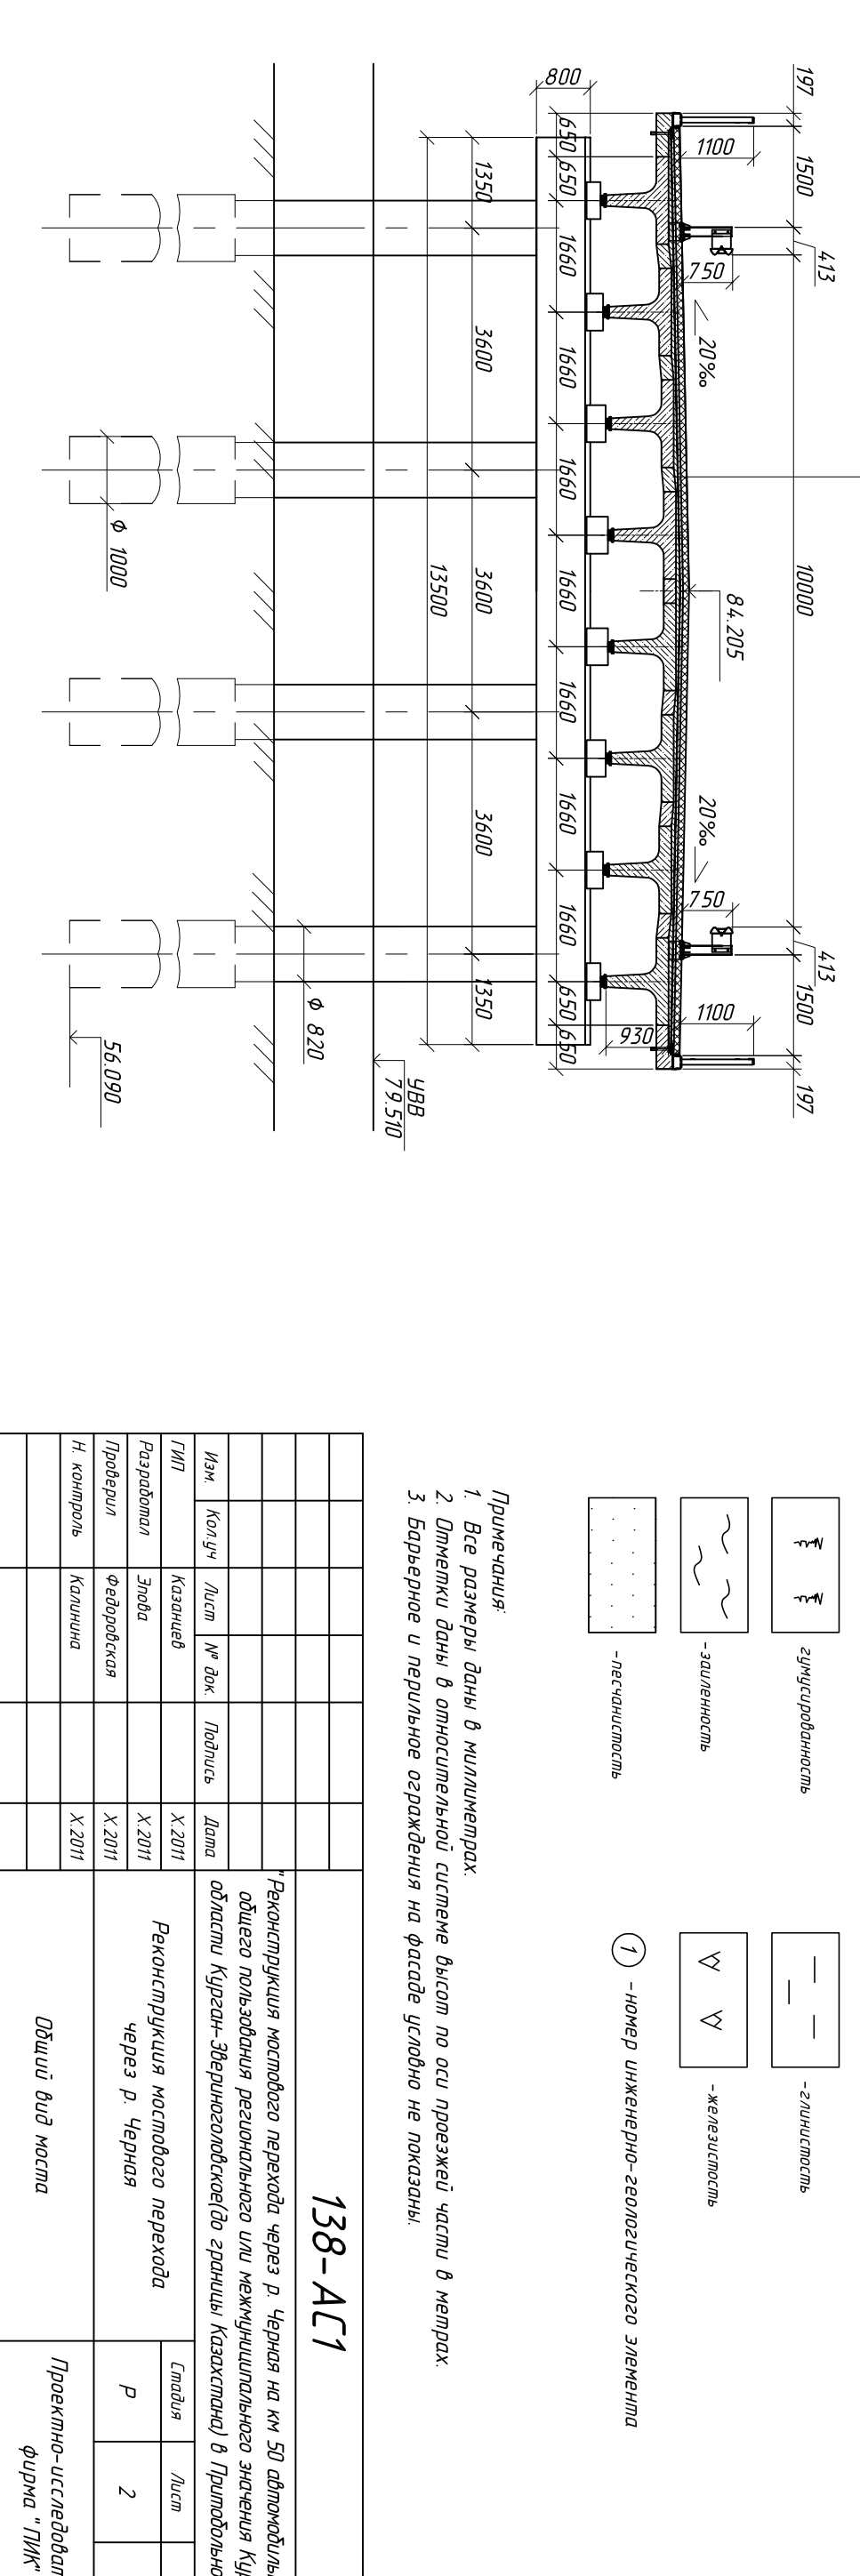 197
1500
413
10000
413
1500
197
1100
750
20‰
84.205
20‰
750
1100
800
650
650
1660
1660
1660
1660
1660
1660
1660
650
650
930
1350
3600
3600
3600
1350
13500
УВВ
79.510
Ф 820
Ф 1000
56.090
гумусированность
-глинистость
-заиленность
-железистость
-песчанистость
1 -номер инженерно-геологического элемента
Примечания:
1. Все размеры даны в миллиметрах.
2. Отметки даны в относительной системе высот по оси проезжей части в метрах.
3. Барьерное и перильное ограждения на фасаде условно не показаны.
138-АС1
"Реконструкция мостового перехода через р. Черная на км 50
общего пользования регионального или межмуниципального значения
области Курган-Звериноголовское(до границы Казахстана) в
Изм. Кол.уч Лист № док. Подпись Дата
ГИП Казанцев X.2011
Разработал Элова X.2011
Проверил Федоровская X.2011
Н. контроль Калинина X.2011
Реконструкция мостового перехода
через р. Черная
Стадия Лист
Р 2
Общий вид моста
фирма "ПИК"